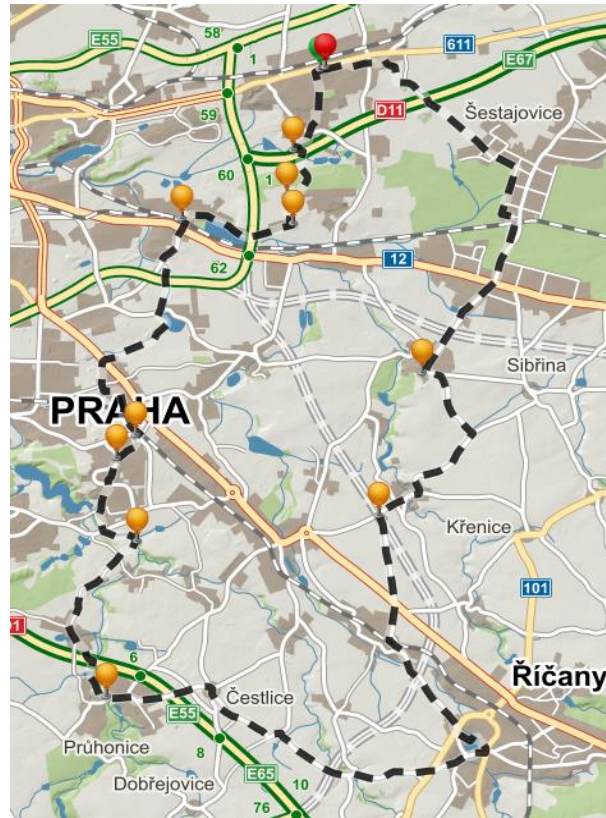 E55
58
1
611
E67
59
D11
Šestajovice
60
1
12
62
Sibřina
PRAHA
Křenice
101
6
Říčany
E55
Čestlice
Průhonice
8
E65
Dobřejovice
10
76